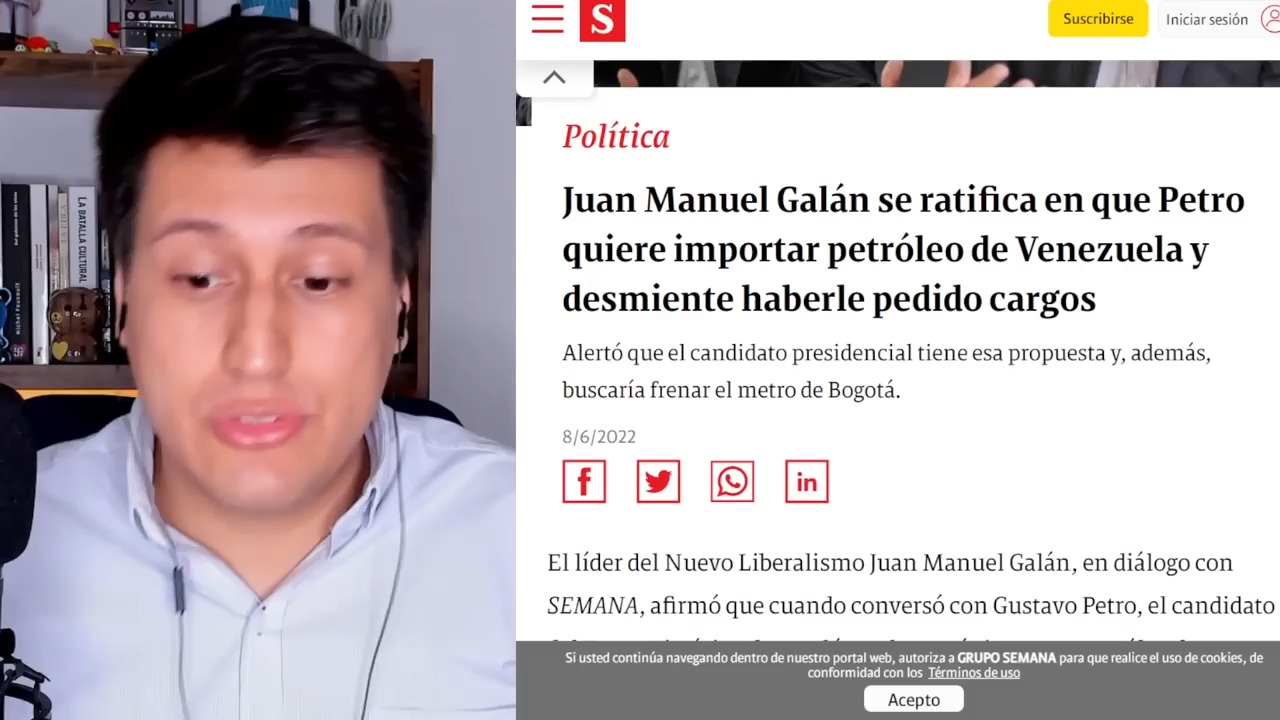 LA BATALLA CULTURAL
S
Suscribirse
Iniciar sesión
Política
Juan Manuel Galán se ratifica en que Petro
quiere importar petróleo de Venezuela y
desmiente haberle pedido cargos
Alertó que el candidato presidencial tiene esa propuesta y, además,
buscaría frenar el metro de Bogotá.
8/6/2022
f
in
El líder del Nuevo Liberalismo Juan Manuel Galán, en diálogo con
SEMANA, afirmó que cuando conversó con Gustavo Petro, el candidato
Si usted continúa navegando dentro de nuestro portal web, autoriza a GRUPO SEMANA para que realice el uso de cookies, de
conformidad con los Términos de uso
Acepto